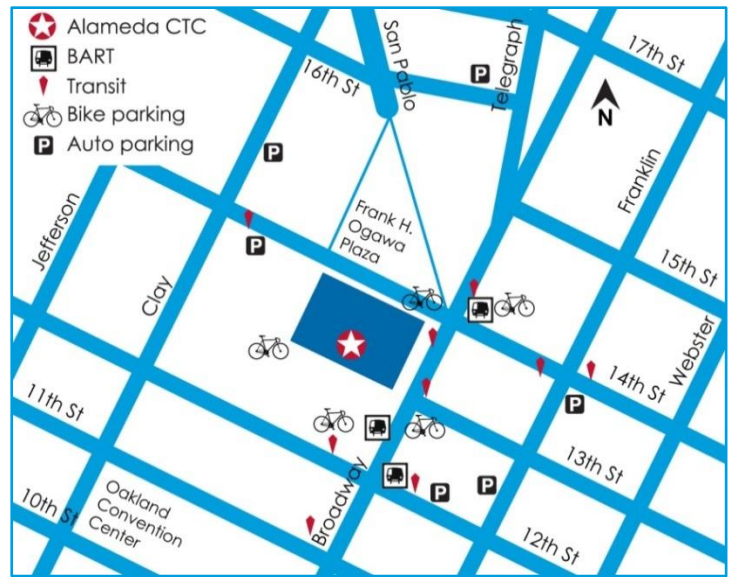 Alameda CTC
BART
Transit
Bike parking
P Auto parking
San Pablo
Telegraph
17th St
16th St
P
N
P
Franklin
Jefferson
Frank H.
Ogawa
Plaza
P
15th St
Clay
Webster
14th St
P
11th St
13th St
Broadway
P
P
10th St
Oakland
Convention
Center
12th St